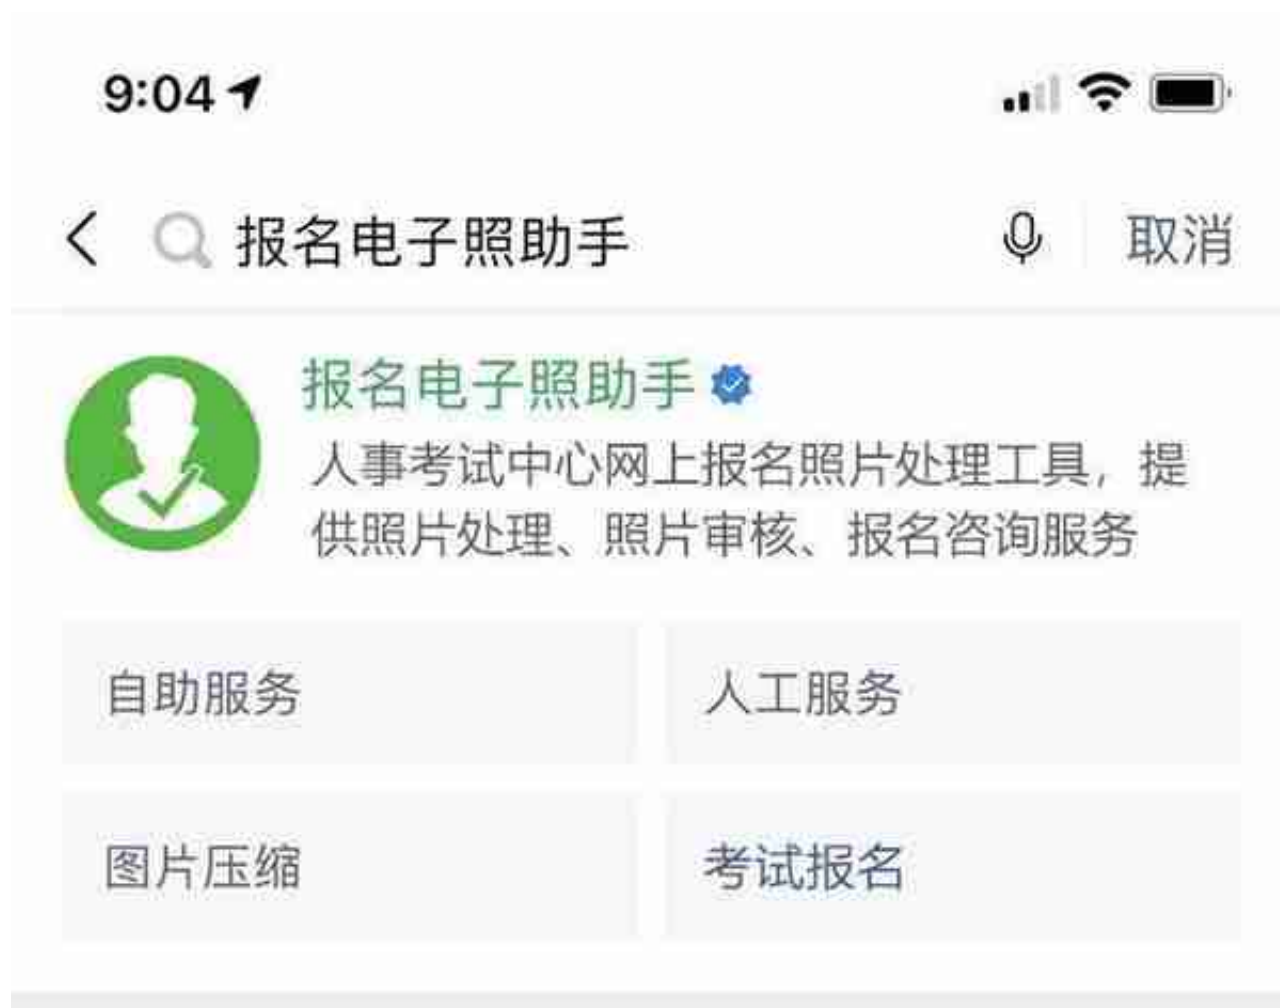 9:04
报名电子照助手
取消
报名电子照助手
人事考试中心网上报名照片处理工具，提
供照片处理、照片审核、报名咨询服务
自助服务
人工服务
图片压缩
考试报名